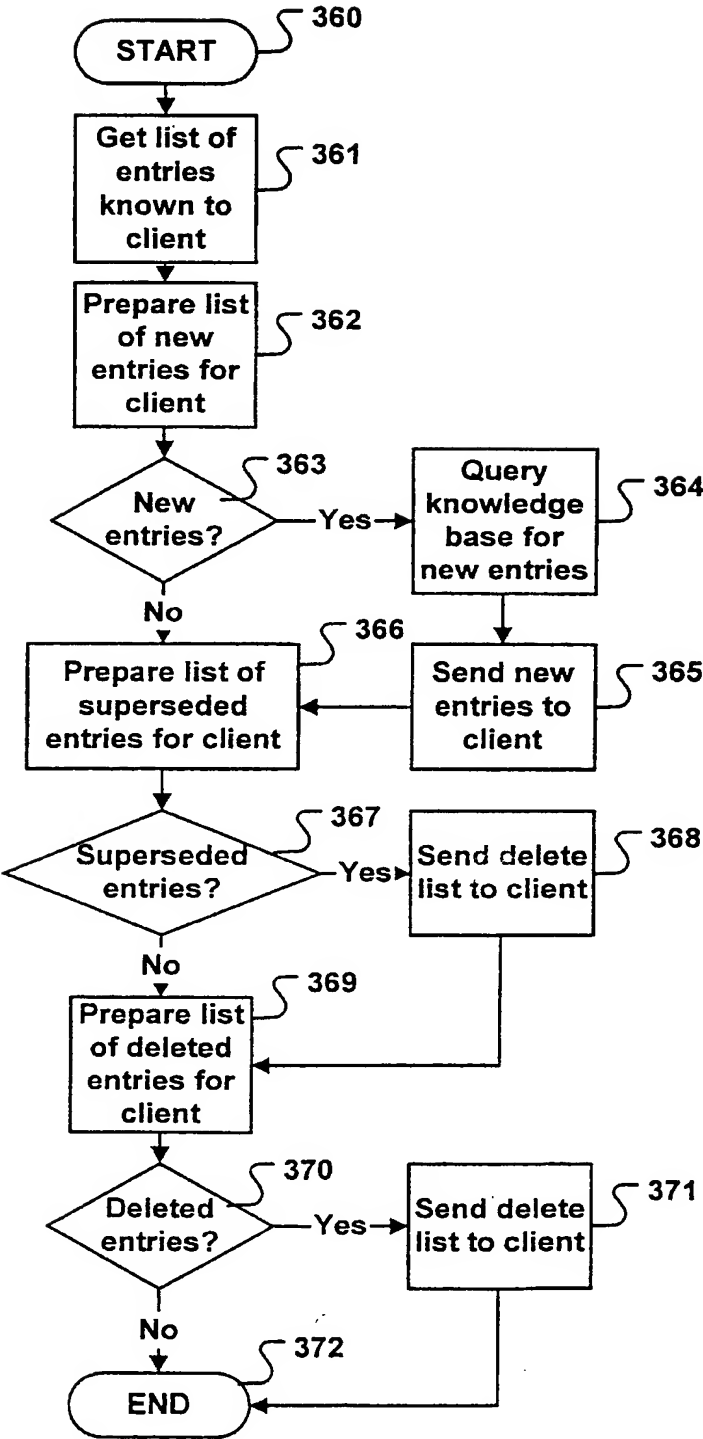 360
START
Get list of
entries
known to
client
361
Prepare list
of new
entries for
client
362
363
New
entries?
Yes
Query
knowledge
base for
new entries
364
No
366
Prepare list of
superseded
entries for client
Send new
entries to
client
365
367
Superseded
entries?
Yes
Send delete
list to client
368
No
369
Prepare list
of deleted
entries for
client
370
Deleted
entries?
Yes
Send delete
list to client
371
No
372
END